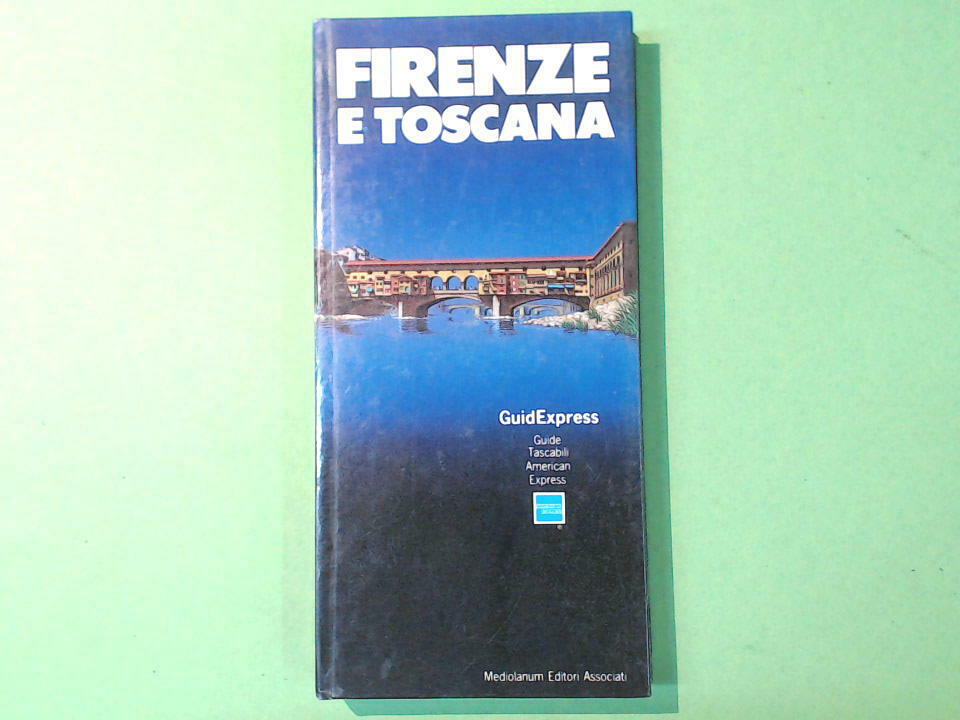 FIRENZE
E TOSCANA
GuidExpress
Guide
Tascabili
American
Express
®
Mediolanum Editori Associati